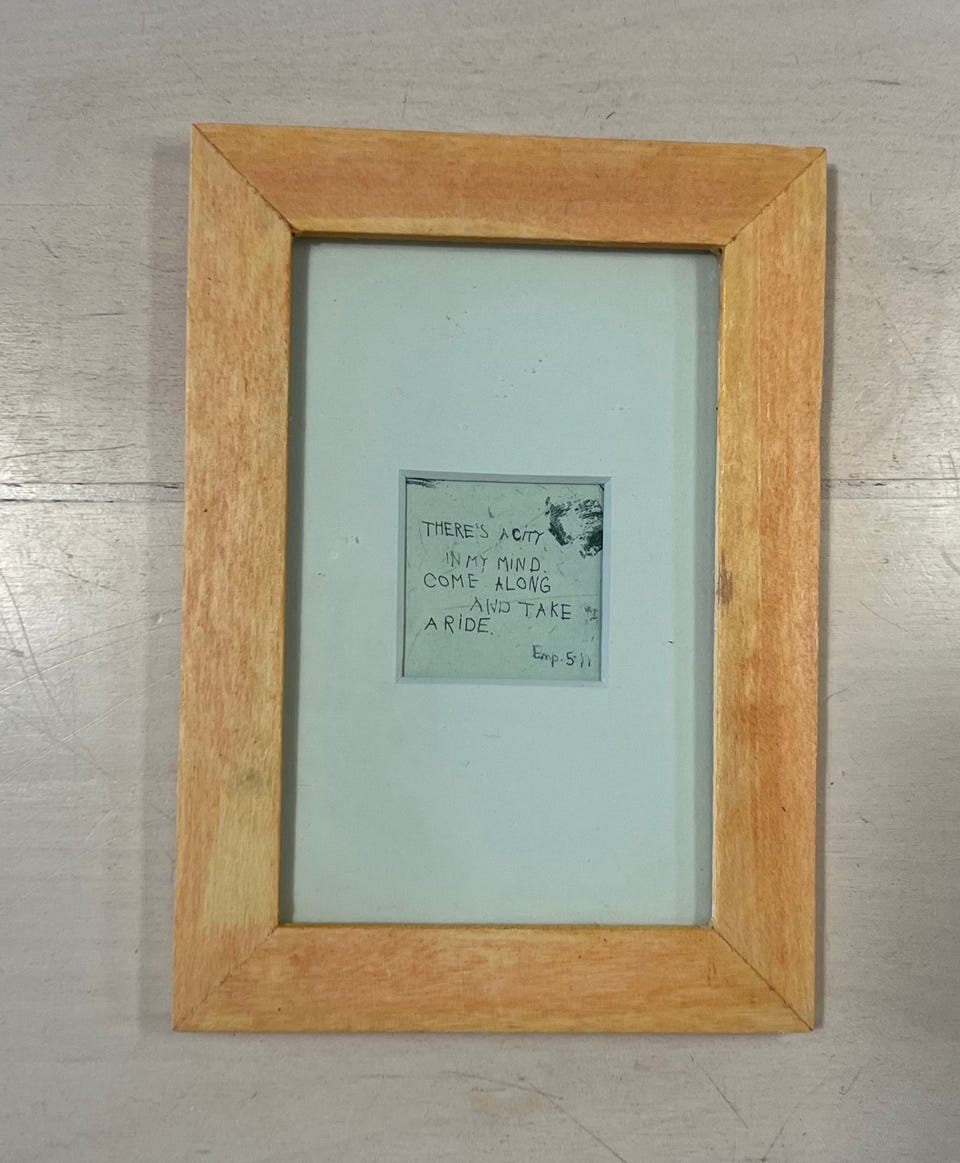 THERE'S A CITY
IN MY MIND.
COME ALONG
AND TAKE
A RIDE.
Emp. 5-11